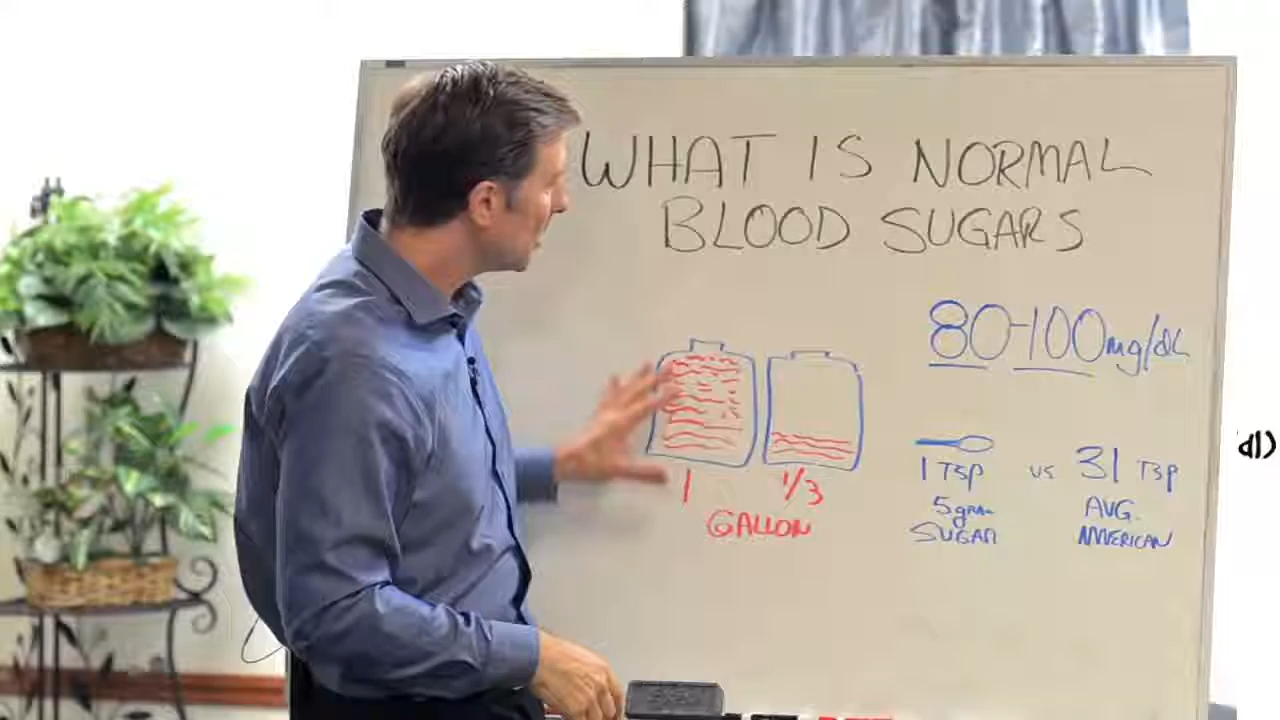 WHAT IS NORMAL
BLOOD SUGARS
80-100mg/dL
1 1/3
GALLON
1 TSP vs 31 TSP
5 gram AVG.
SUGAR AMERICAN
dl)